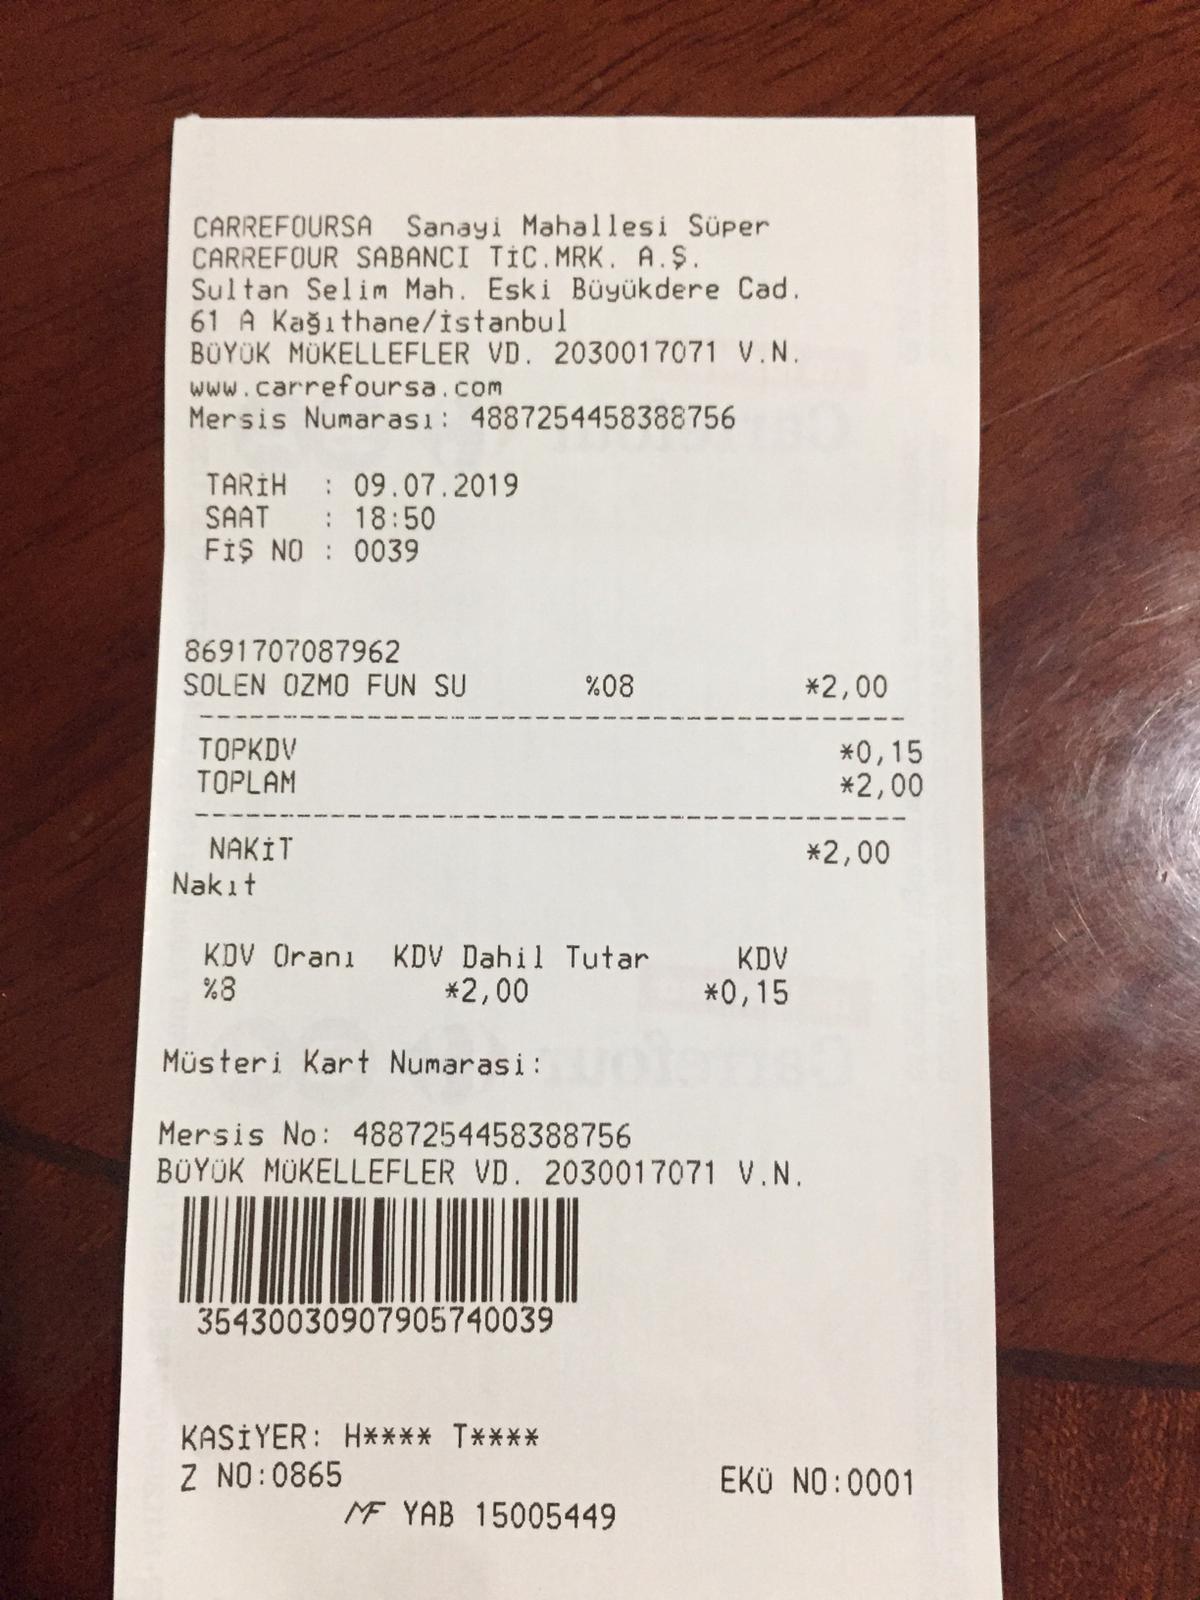 CARREFOURSA Sanayi Mahallesi Süper
CARREFOUR SABANCI TİC.MRK. A.Ş.
Sultan Selim Mah. Eski Büyükdere Cad.
61 A Kağıthane/İstanbul
BÜYÜK MÜKELLEFLER VD. 2030017071 V.N.
www.carrefoursa.com
Mersis Numarası: 4887254458388756
TARİH : 09.07.2019
SAAT : 18:50
FİŞ NO : 0039
8691707087962
SOLEN OZMO FUN SU %08 *2,00
TOPKDV *0,15
TOPLAM *2,00
NAKİT *2,00
Nakıt
KDV Oranı KDV Dahil Tutar KDV
%8 *2,00 *0,15
Müsteri Kart Numarasi:
Mersis No: 4887254458388756
BÜYÜK MÜKELLEFLER VD. 2030017071 V.N.
35430030907905740039
KASİYER: H**** T****
Z NO:0865 EKÜ NO:0001
MF YAB 15005449